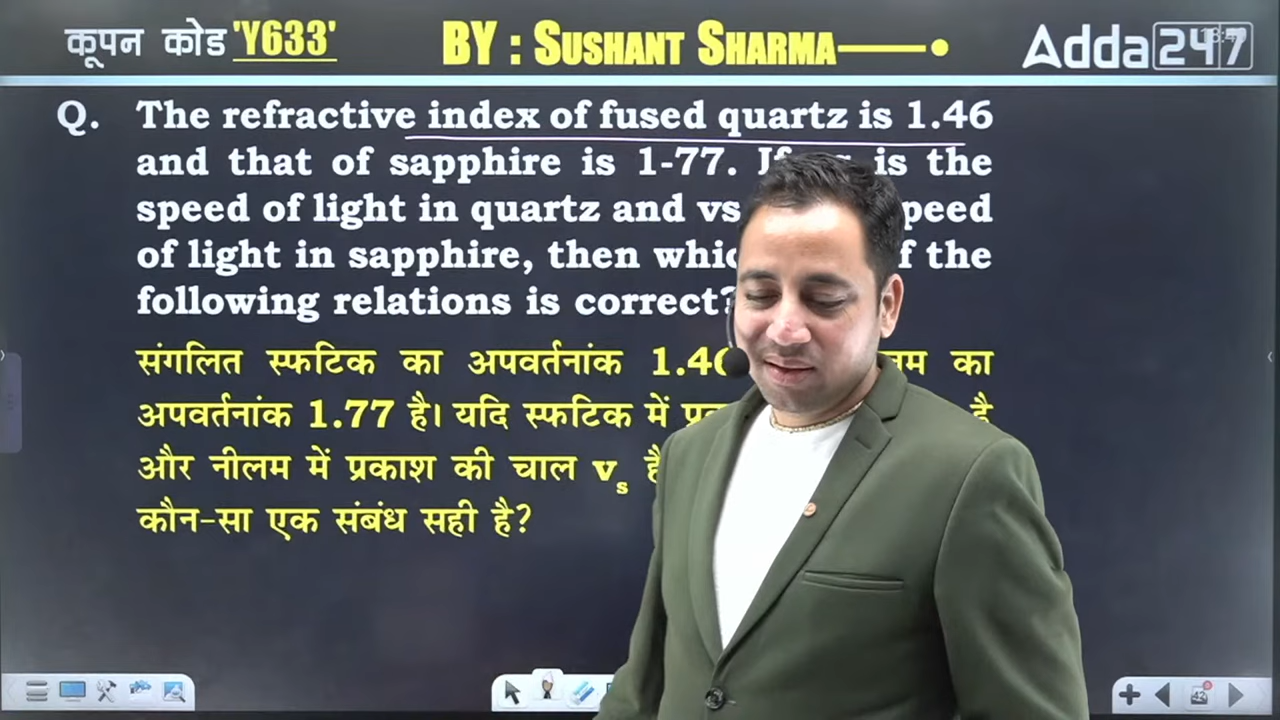 कूपन कोड 'Y633'
BY : SUSHANT SHARMA
Adda247
Q. The refractive index of fused quartz is 1.46
and that of sapphire is 1-77. If is the
speed of light in quartz and vs peed
of light in sapphire, then whic f the
following relations is correct?
संगलित स्फटिक का अपवर्तनांक 1.46 लम का
अपवर्तनांक 1.77 है। यदि स्फटिक में प्र है
और नीलम में प्रकाश की चाल vs है
कौन-सा एक संबंध सही है?